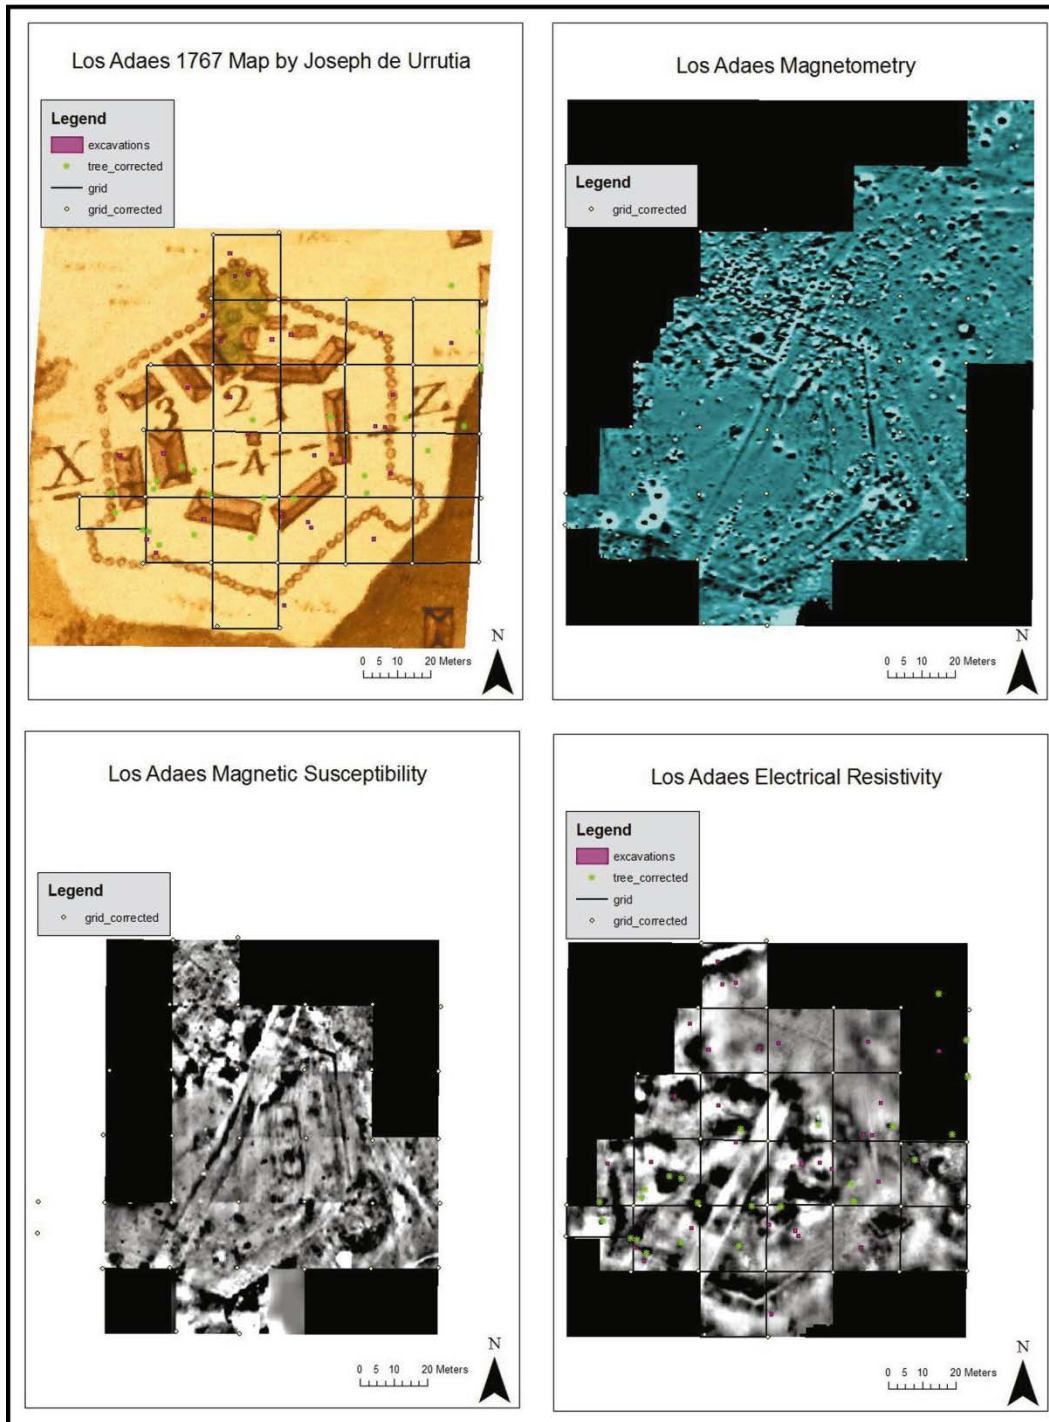 Los Adaes 1767 Map by Joseph de Urrutia
Legend
excavations
tree_corrected
grid
grid_corrected
3
2
1
X
A
Z
N
0 5 10 20 Meters
Los Adaes Magnetometry
Legend
grid_corrected
N
0 5 10 20 Meters
Los Adaes Magnetic Susceptibility
Legend
grid_corrected
N
0 5 10 20 Meters
Los Adaes Electrical Resistivity
Legend
excavations
tree_corrected
grid
grid_corrected
N
0 5 10 20 Meters